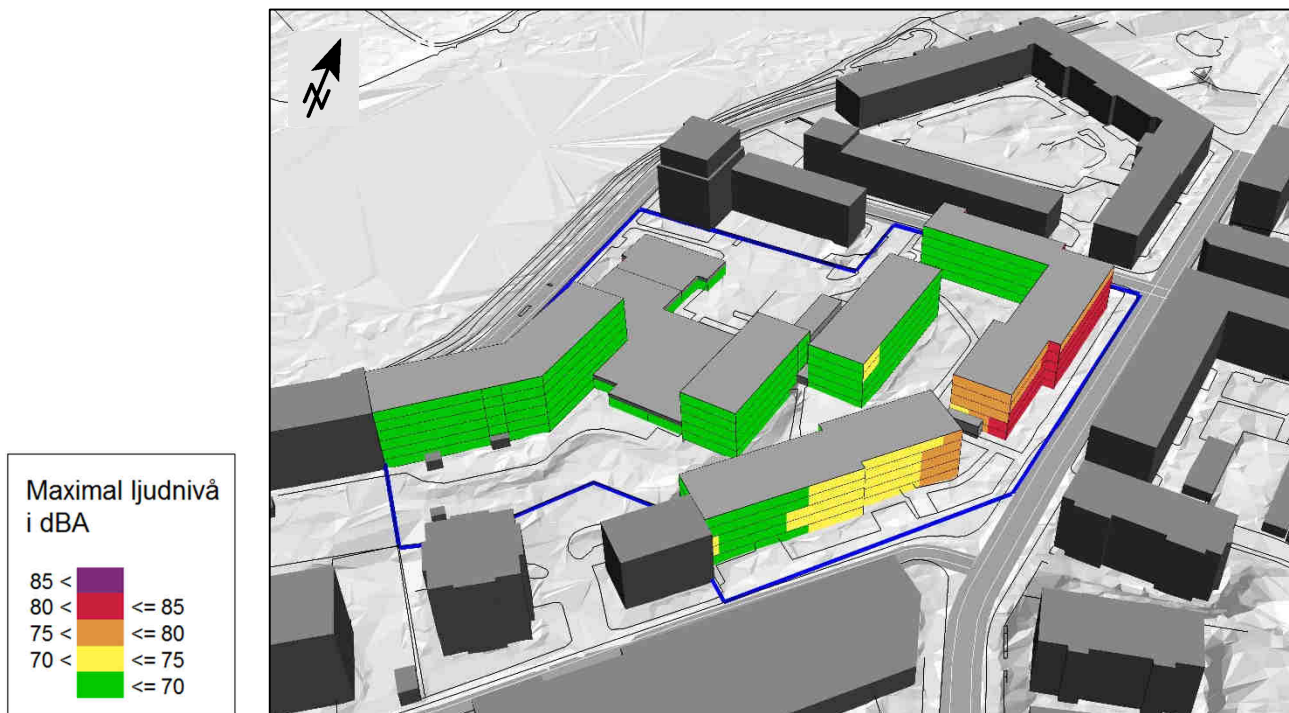 Maximal ljudnivå
i dBA
85 <
80 < <= 85
75 < <= 80
70 < <= 75
<= 70